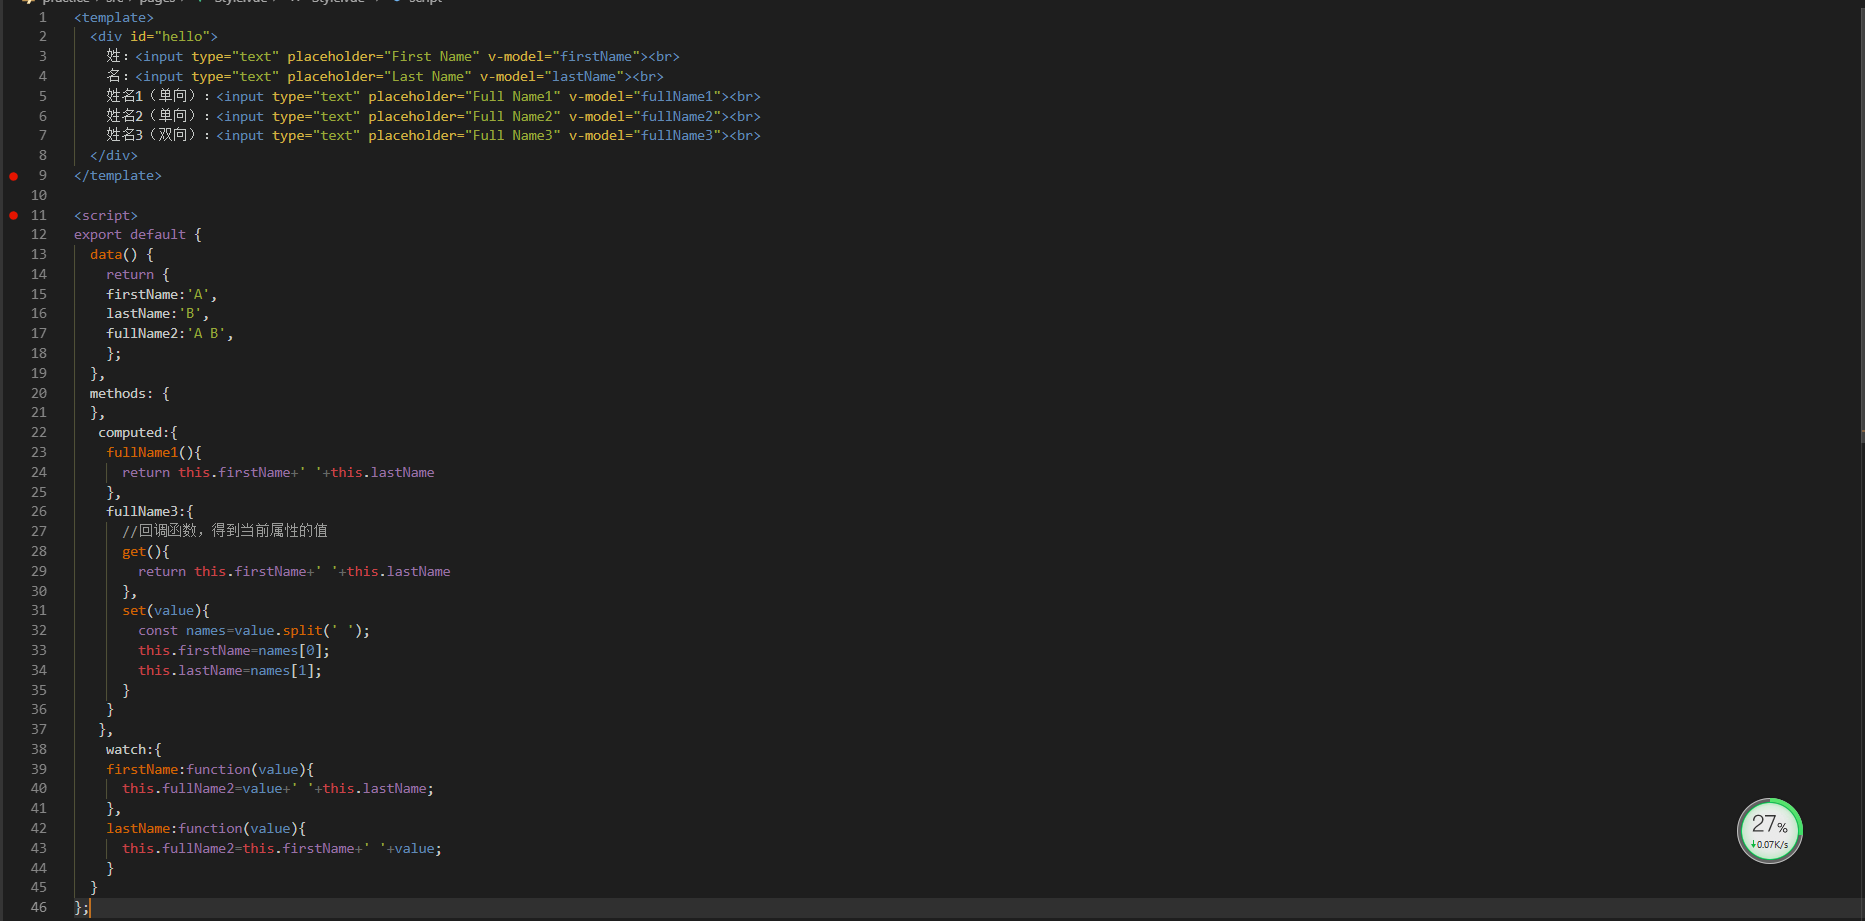 1 <template>
2 <div id="hello">
3 姓：<input type="text" placeholder="First Name" v-model="firstName"><br>
4 名：<input type="text" placeholder="Last Name" v-model="lastName"><br>
5 姓名1（单向）：<input type="text" placeholder="Full Name1" v-model="fullName1"><br>
6 姓名2（单向）：<input type="text" placeholder="Full Name2" v-model="fullName2"><br>
7 姓名3（双向）：<input type="text" placeholder="Full Name3" v-model="fullName3"><br>
8 </div>
9 </template>
10
11 <script>
12 export default {
13 data() {
14 return {
15 firstName:'A',
16 lastName:'B',
17 fullName2:'A B',
18 };
19 },
20 methods: {
21 },
22 computed:{
23 fullName1(){
24 return this.firstName+' '+this.lastName
25 },
26 fullName3:{
27 //回调函数，得到当前属性的值
28 get(){
29 return this.firstName+' '+this.lastName
30 },
31 set(value){
32 const names=value.split(' ');
33 this.firstName=names[0];
34 this.lastName=names[1];
35 }
36 }
37 },
38 watch:{
39 firstName:function(value){
40 this.fullName2=value+' '+this.lastName;
41 },
42 lastName:function(value){
43 this.fullName2=this.firstName+' '+value;
44 }
45 }
46 };
27%
↓0.07K/s